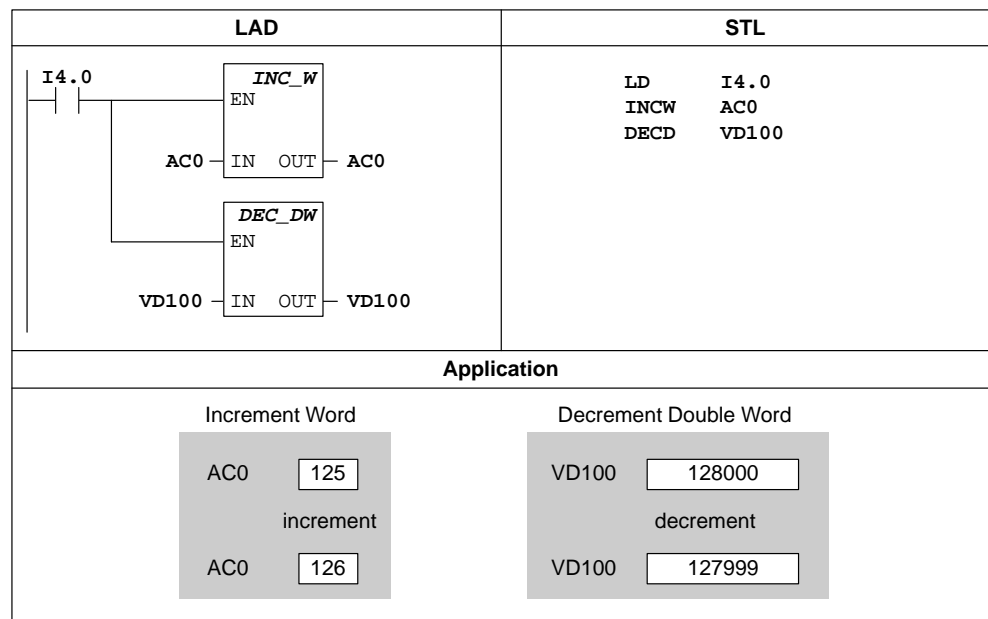 LAD
STL
I4.0
INC_W
EN
AC0 IN OUT AC0
DEC_DW
EN
VD100 IN OUT VD100
LD I4.0
INCW AC0
DECD VD100
Application
Increment Word
AC0 125
increment
AC0 126
Decrement Double Word
VD100 128000
decrement
VD100 127999